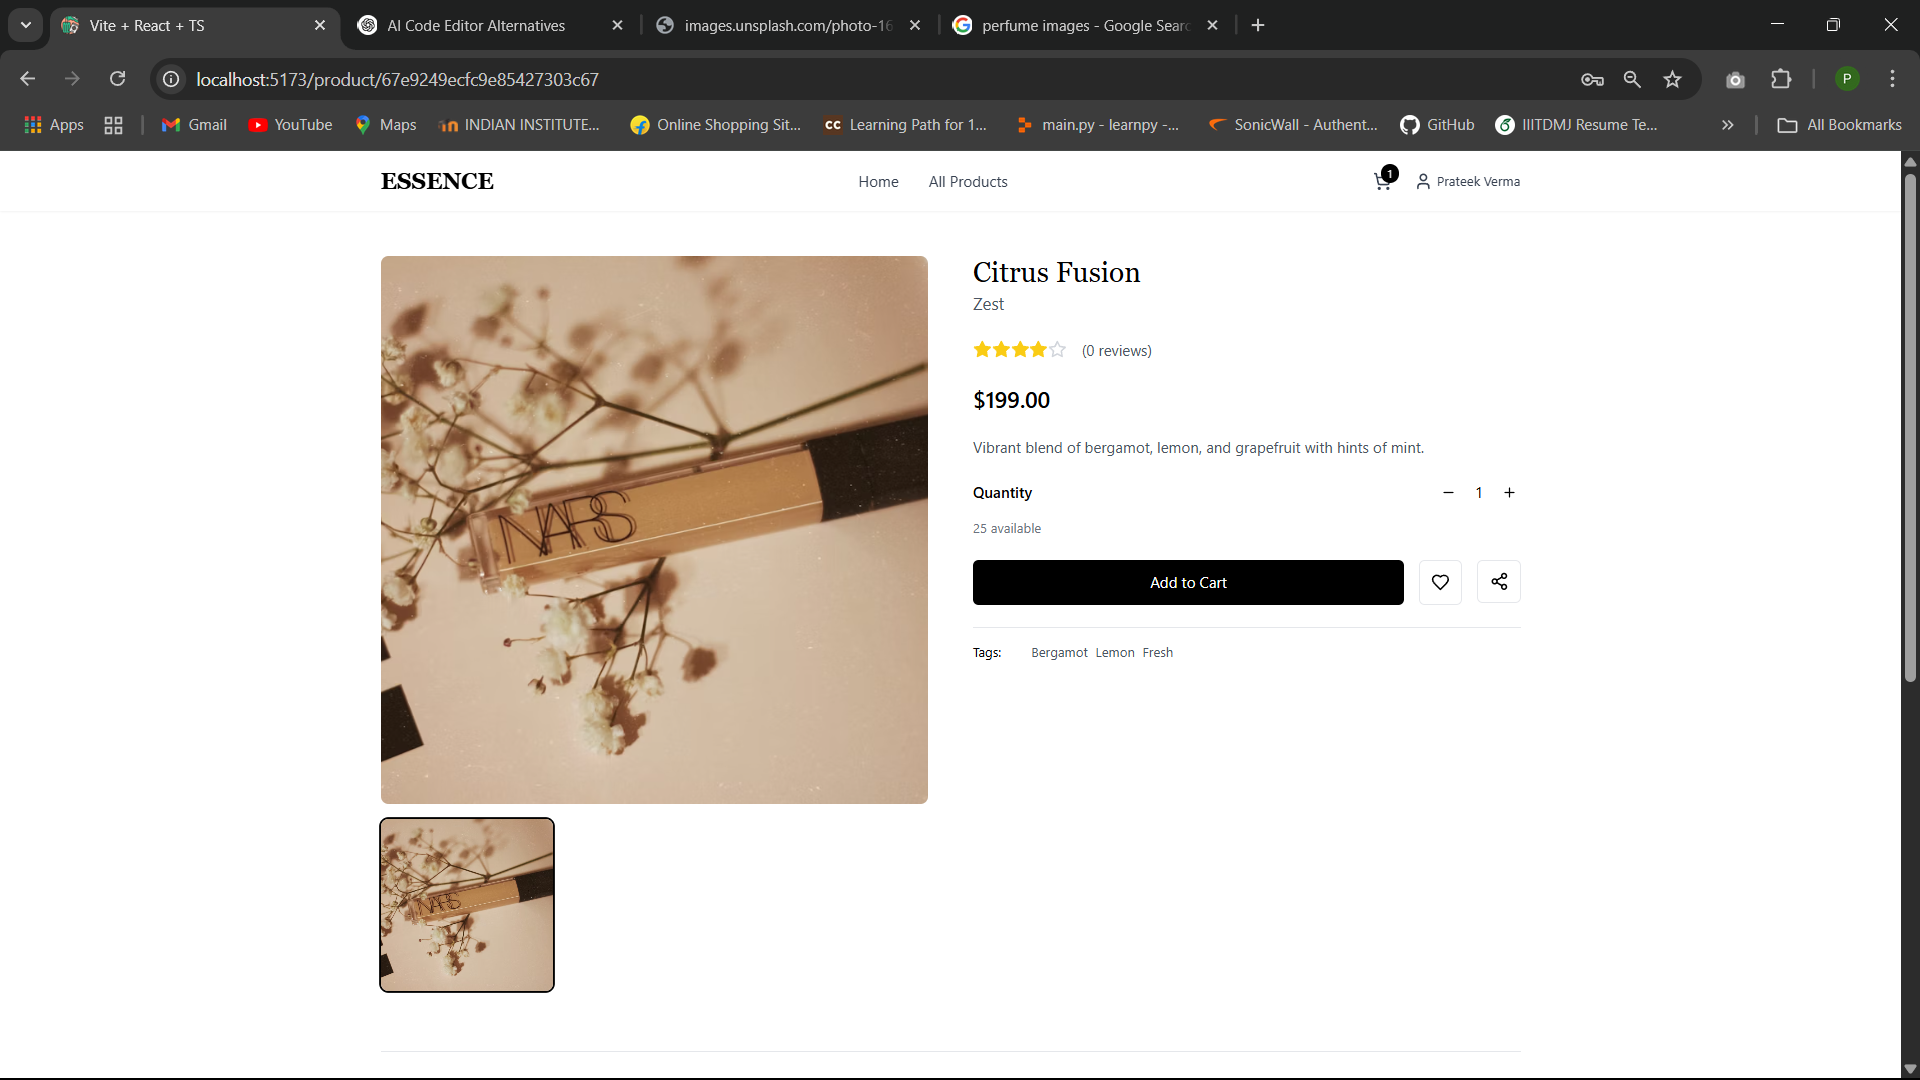 Vite + React + TS
AI Code Editor Alternatives
images.unsplash.com/photo-16
perfume images - Google Searc
localhost:5173/product/67e9249ecfc9e85427303c67
P
Apps
Gmail
YouTube
Maps
INDIAN INSTITUTE...
Online Shopping Sit...
CC Learning Path for 1...
main.py - learnpy -...
SonicWall - Authent...
GitHub
IIITDMJ Resume Te...
All Bookmarks
ESSENCE
Home
All Products
1
Prateek Verma
Citrus Fusion
Zest
(0 reviews)
$199.00
Vibrant blend of bergamot, lemon, and grapefruit with hints of mint.
Quantity
1
25 available
Add to Cart
Tags: Bergamot Lemon Fresh
NARS
NARS